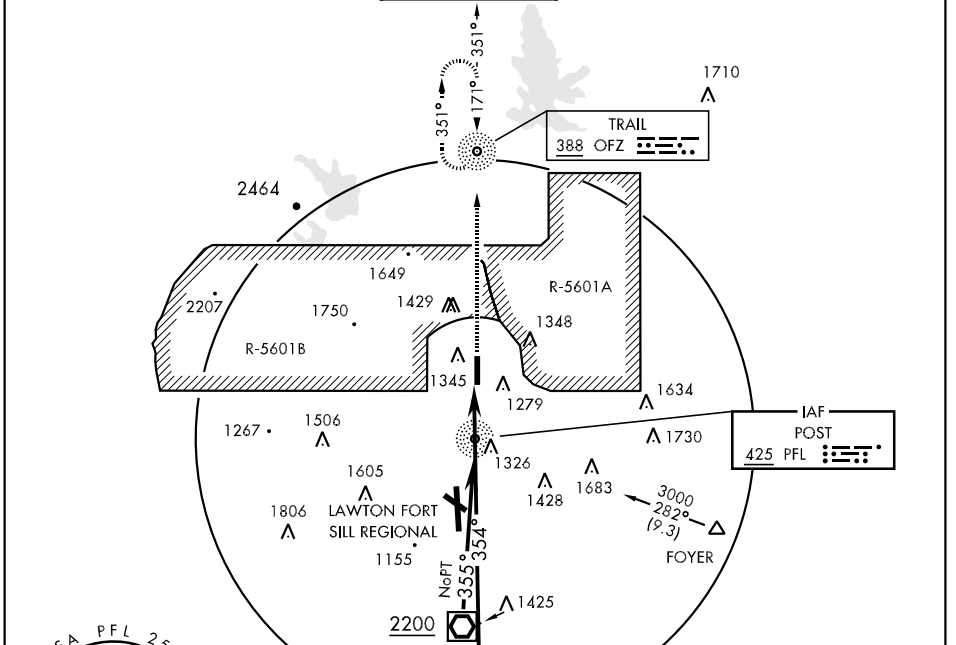 351°
1710
351°
171°
TRAIL
388 OFZ
2464
1649
2207
1750
1429
R-5601A
1348
R-5601B
1345
1279
1634
IAF
POST
425 PFL
1267
1506
1730
1326
1605
1428
1683
3000
282°
(9.3)
1806
LAWTON FORT
SILL REGIONAL
FOYER
1155
NoPT
355°
354°
1425
2200
SA PFL 25